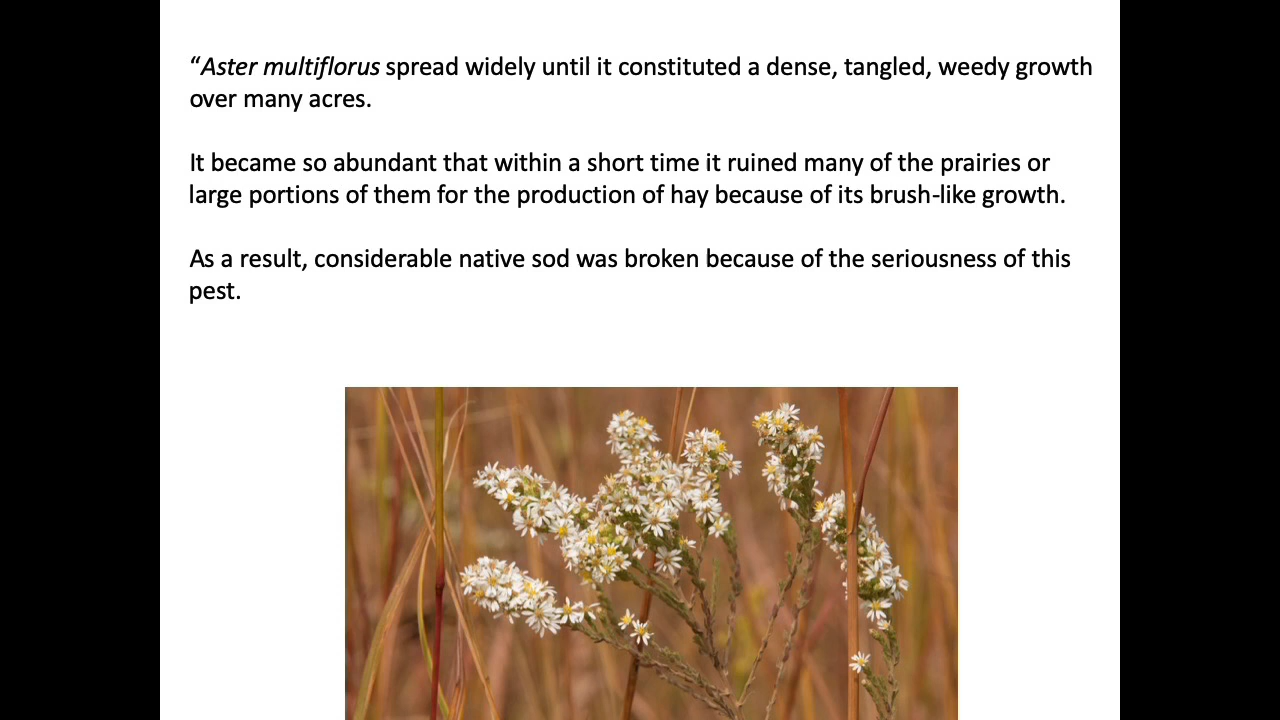 “Aster multiflorus spread widely until it constituted a dense, tangled, weedy growth
over many acres.
It became so abundant that within a short time it ruined many of the prairies or
large portions of them for the production of hay because of its brush-like growth.
As a result, considerable native sod was broken because of the seriousness of this
pest.